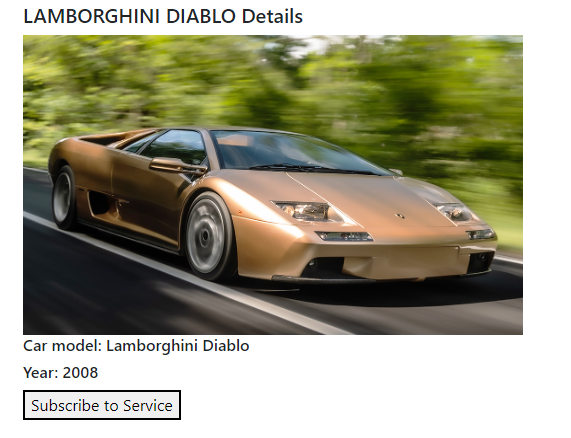 LAMBORGHINI DIABLO Details
Car model: Lamborghini Diablo
Year: 2008
Subscribe to Service